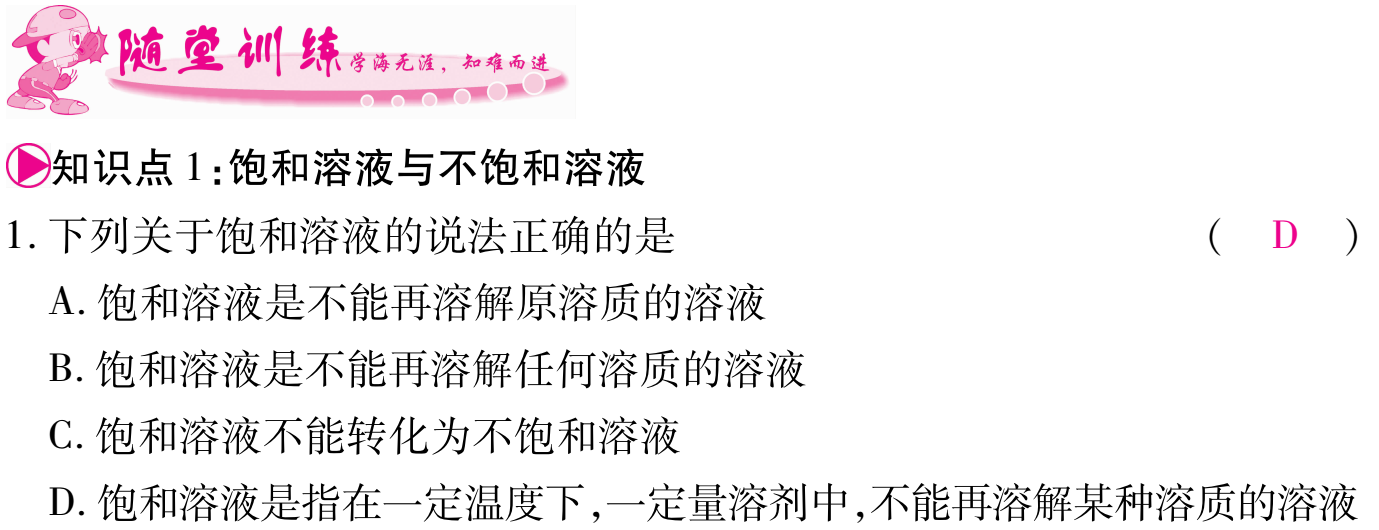 随堂训练 学海无涯，知难而进
知识点1:饱和溶液与不饱和溶液
1. 下列关于饱和溶液的说法正确的是 ( D )
A. 饱和溶液是不能再溶解原溶质的溶液
B. 饱和溶液是不能再溶解任何溶质的溶液
C. 饱和溶液不能转化为不饱和溶液
D. 饱和溶液是指在一定温度下,一定量溶剂中,不能再溶解某种溶质的溶液